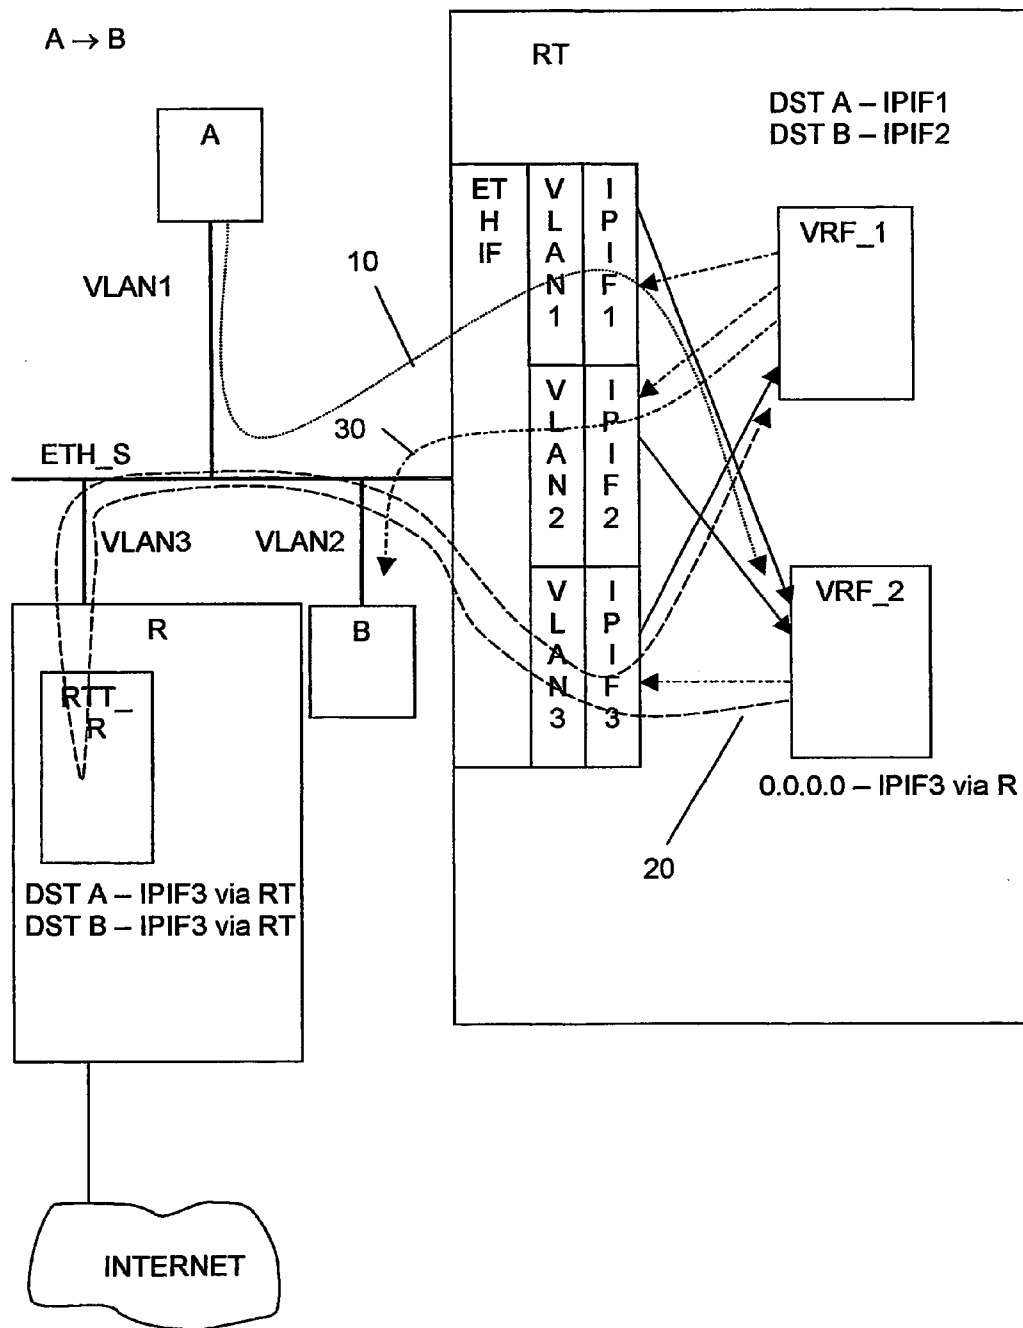 A → B
RT
DST A – IPIF1
DST B – IPIF2
A
ET
H
IF
V
L
A
N
1
I
P
I
F
1
VRF_1
10
VLAN1
V
L
A
N
2
I
P
I
F
2
30
ETH_S
VLAN3
VLAN2
V
L
A
N
3
I
P
I
F
3
VRF_2
R
B
RTT_
R
0.0.0.0 – IPIF3 via R
20
DST A – IPIF3 via RT
DST B – IPIF3 via RT
INTERNET